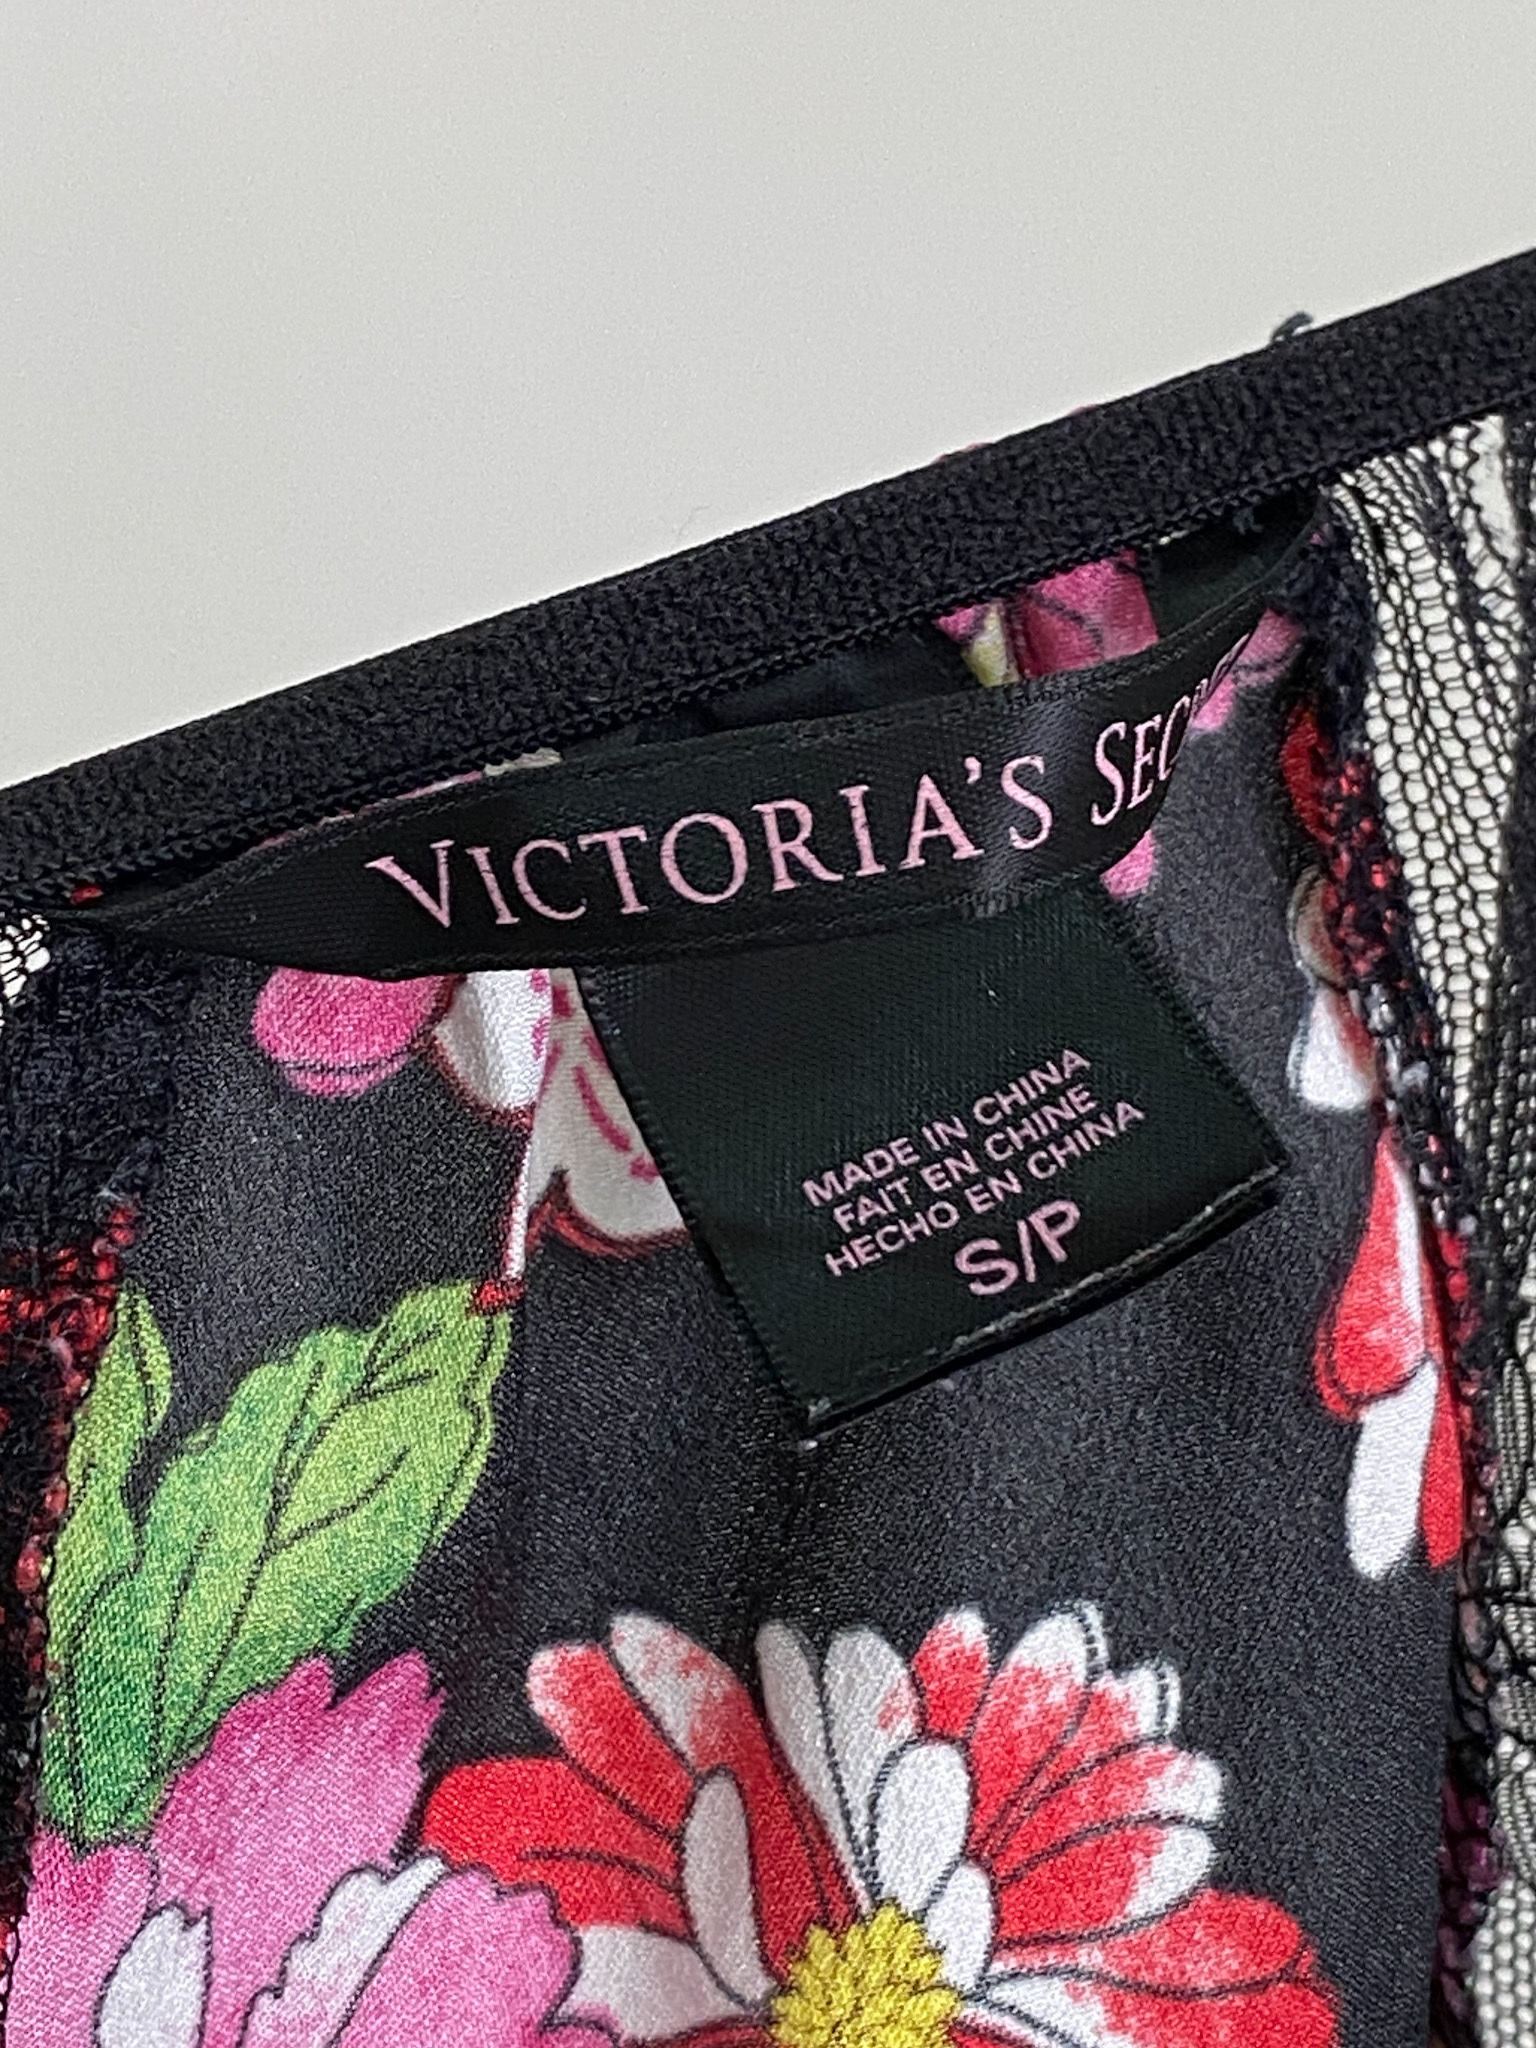 VICTORIA'S SEC
MADE IN CHINA
FAIT EN CHINE
HECHO EN CHINA
S/P